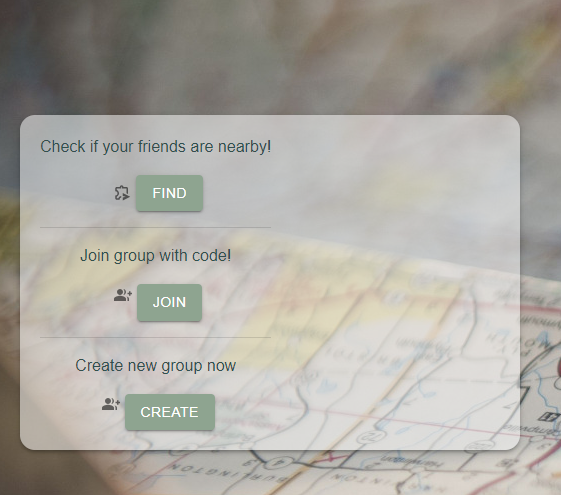 Check if your friends are nearby!
FIND
Join group with code!
JOIN
Create new group now
CREATE